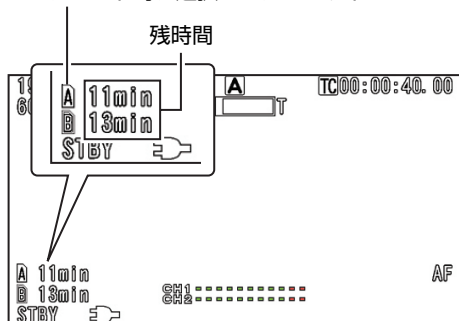 残時間
A 11min
B 13min
STBY
A
T
TC00:00:40.00
A 11min
B 13min
STBY
CH1
CH2
AF